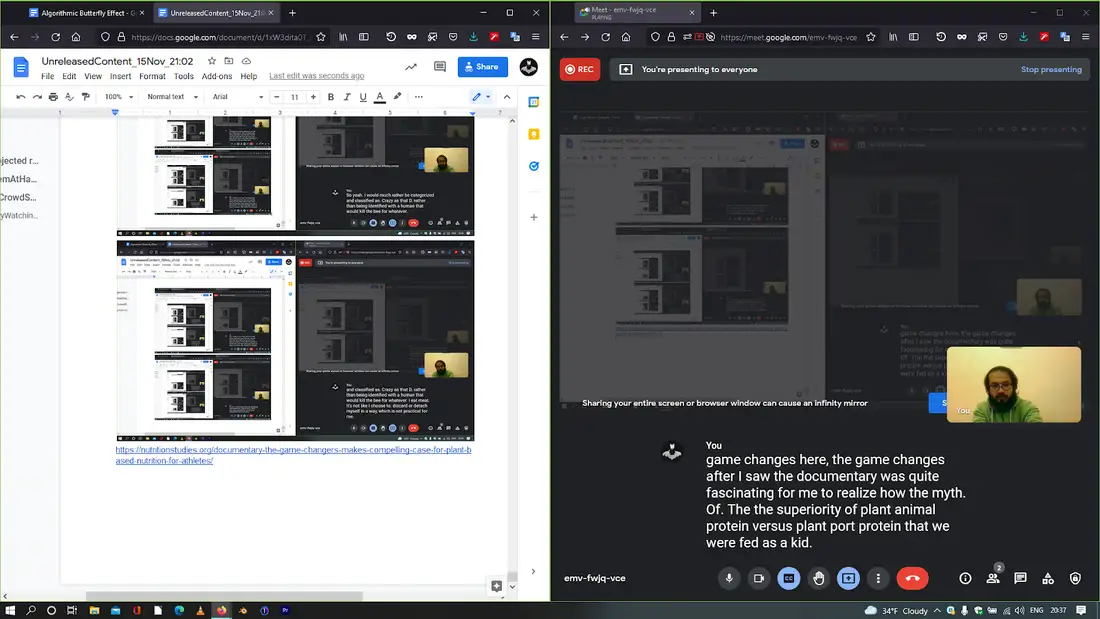 Algorithmic Butterfly Effect - G
UnreleasedContent_15Nov_21:0
https://docs.google.com/document/d/1xW3dita0T
UnreleasedContent_15Nov_21:02
File Edit View Insert Format Tools Add-ons Help Last edit was seconds ago
Share
100% Normal text Arial 11 B I U A
ejected r...
emAtHa...
CrowdS...
yWatchin...
You
So yeah. I would much rather be categorized
and classified as. Crazy as that D. rather
than being identified with a human that
would kill the bee for whatever.
You
and classified as. Crazy as that D. rather
than being identified with a human that
would kill the bee for whatever. I eat meat.
it's not like I choose to. discard or detach
myself in a way, which is not practical for
me.
https://nutritionstudies.org/documentary-the-game-changers-makes-compelling-case-for-plant-b
ased-nutrition-for-athletes/
Meet - emv-fwjq-vce
PLAYING
https://meet.google.com/emv-fwjq-vce
REC
You're presenting to everyone
Stop presenting
Sharing your entire screen or browser window can cause an infinity mirror
You
You
game changes here, the game changes
after I saw the documentary was quite
fascinating for me to realize how the myth.
Of. The the superiority of plant animal
protein versus plant port protein that we
were fed as a kid.
emv-fwjq-vce
2
34°F Cloudy ENG 20:37